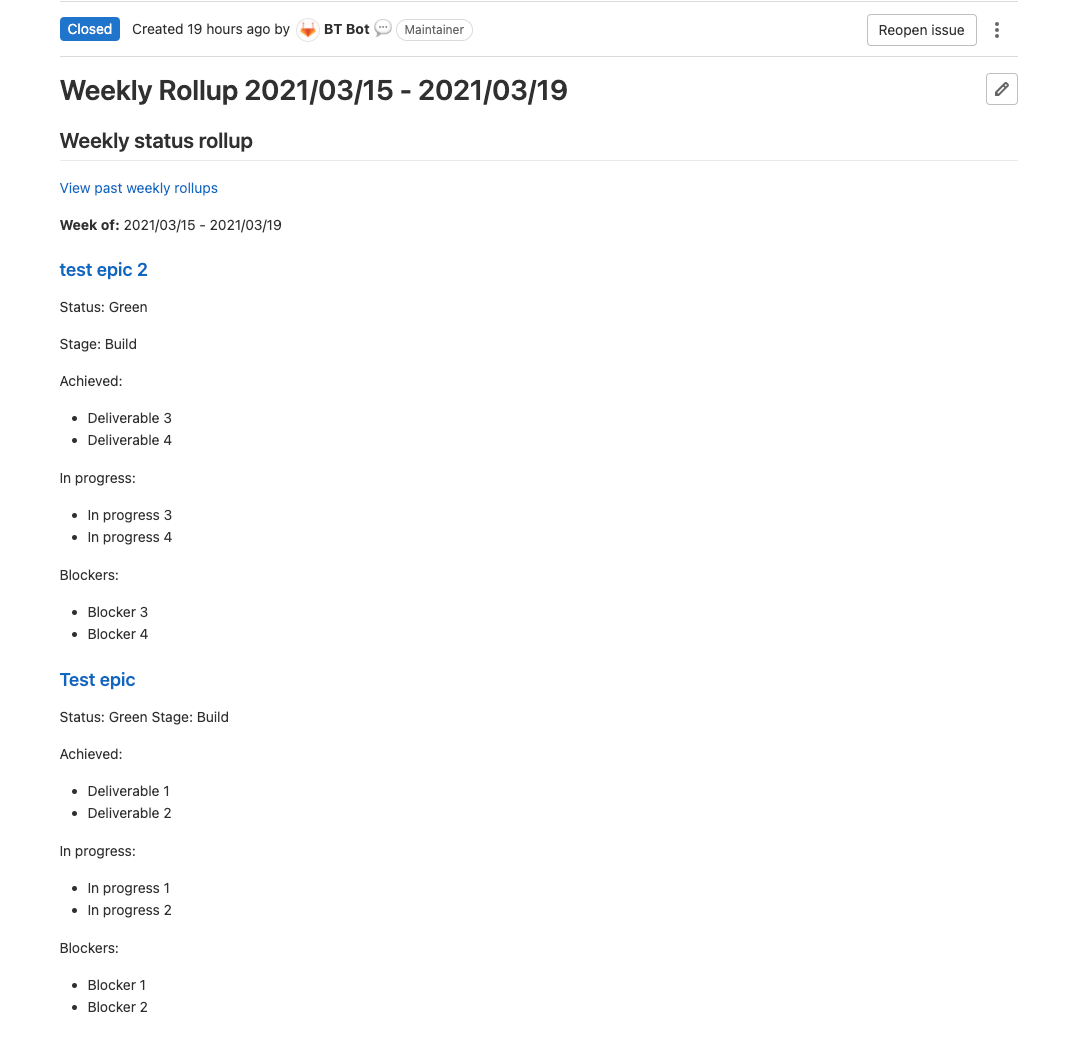 Closed Created 19 hours ago by BT Bot Maintainer Reopen issue
Weekly Rollup 2021/03/15 - 2021/03/19
Weekly status rollup
View past weekly rollups
Week of: 2021/03/15 - 2021/03/19
test epic 2
Status: Green
Stage: Build
Achieved:
• Deliverable 3
• Deliverable 4
In progress:
• In progress 3
• In progress 4
Blockers:
• Blocker 3
• Blocker 4
Test epic
Status: Green Stage: Build
Achieved:
• Deliverable 1
• Deliverable 2
In progress:
• In progress 1
• In progress 2
Blockers:
• Blocker 1
• Blocker 2